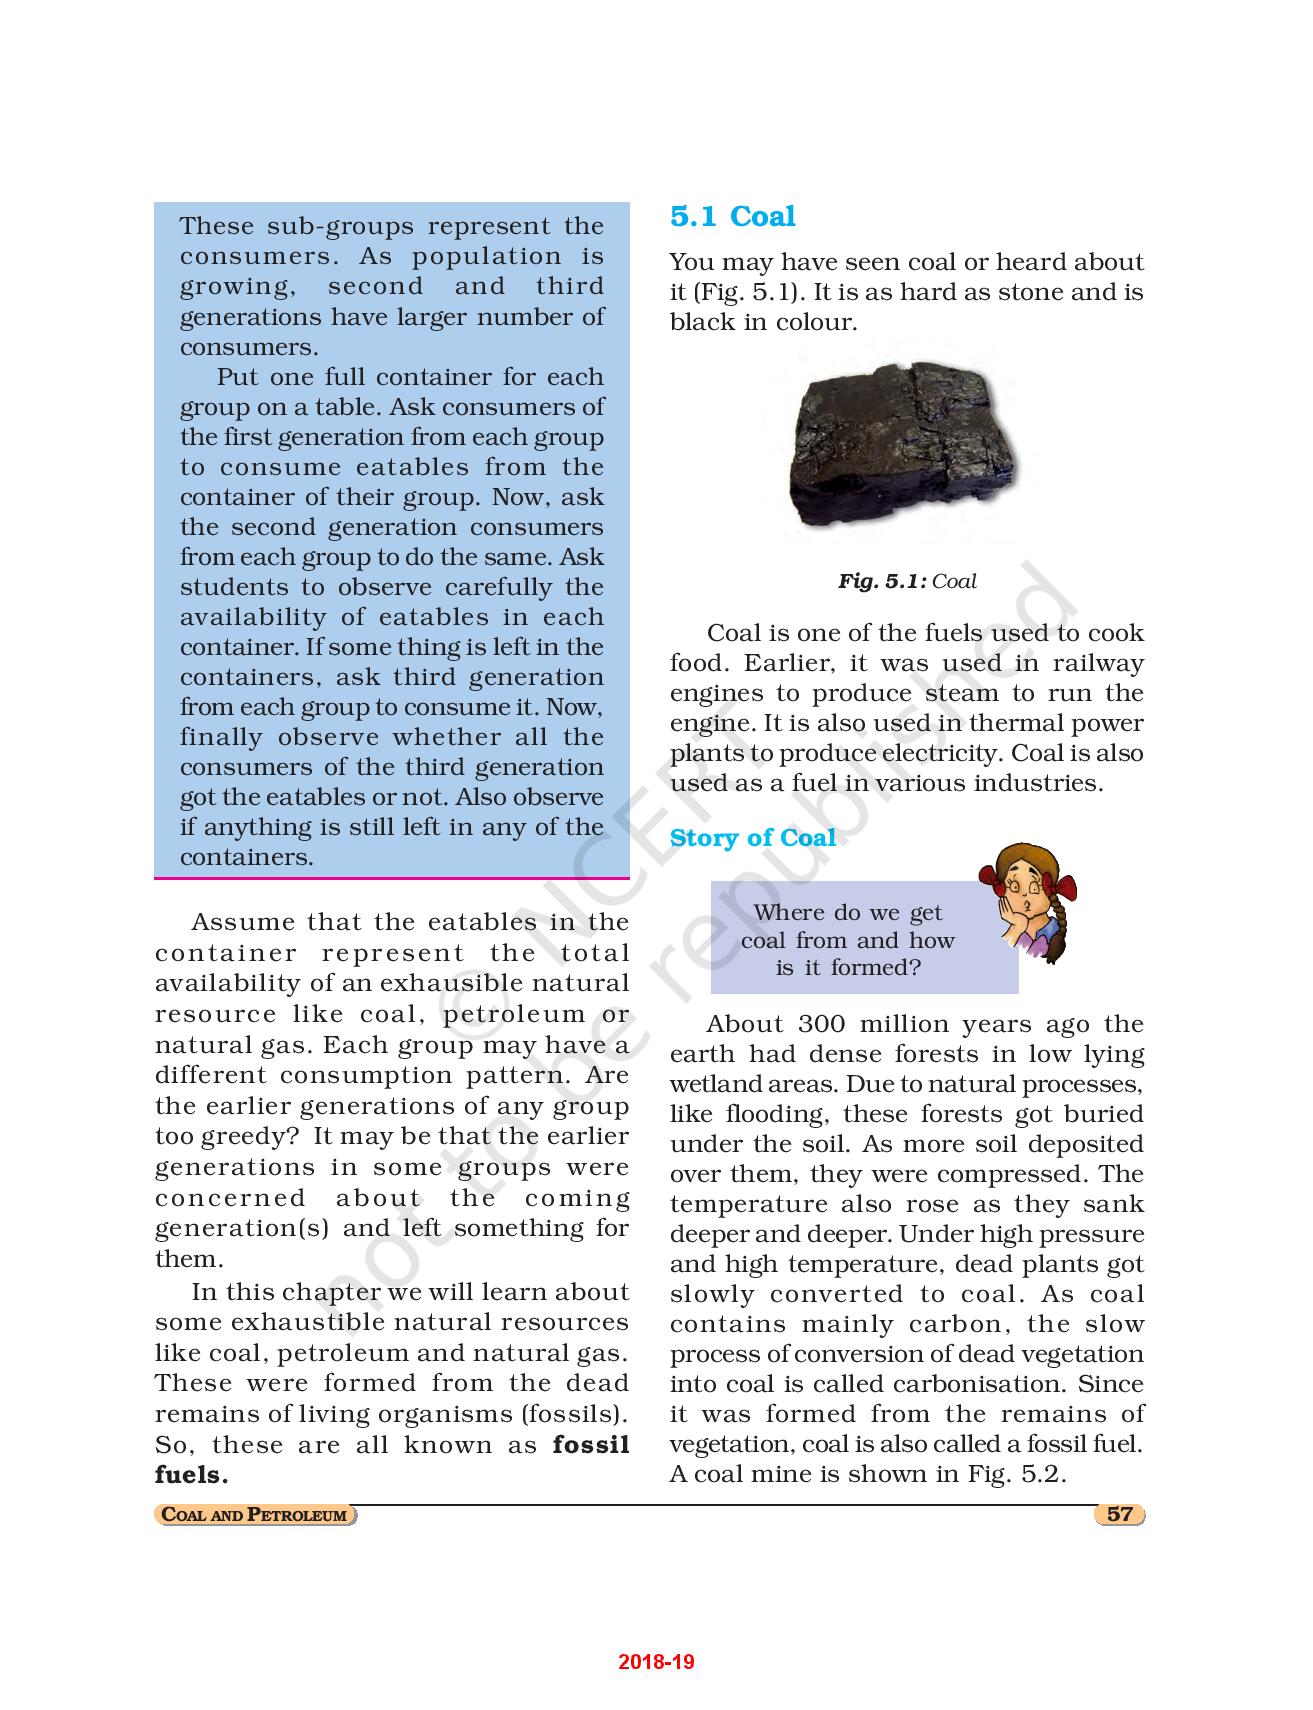 These sub-groups represent the
consumers. As population is
growing, second and third
generations have larger number of
consumers.
Put one full container for each
group on a table. Ask consumers of
the first generation from each group
to consume eatables from the
container of their group. Now, ask
the second generation consumers
from each group to do the same. Ask
students to observe carefully the
availability of eatables in each
container. If some thing is left in the
containers, ask third generation
from each group to consume it. Now,
finally observe whether all the
consumers of the third generation
got the eatables or not. Also observe
if anything is still left in any of the
containers.
Assume that the eatables in the
container represent the total
availability of an exhausible natural
resource like coal, petroleum or
natural gas. Each group may have a
different consumption pattern. Are
the earlier generations of any group
too greedy? It may be that the earlier
generations in some groups were
concerned about the coming
generation(s) and left something for
them.
In this chapter we will learn about
some exhaustible natural resources
like coal, petroleum and natural gas.
These were formed from the dead
remains of living organisms (fossils).
So, these are all known as fossil
fuels.
5.1 Coal
You may have seen coal or heard about
it (Fig. 5.1). It is as hard as stone and is
black in colour.
Fig. 5.1: Coal
Coal is one of the fuels used to cook
food. Earlier, it was used in railway
engines to produce steam to run the
engine. It is also used in thermal power
plants to produce electricity. Coal is also
used as a fuel in various industries.
Story of Coal
Where do we get
coal from and how
is it formed?
About 300 million years ago the
earth had dense forests in low lying
wetland areas. Due to natural processes,
like flooding, these forests got buried
under the soil. As more soil deposited
over them, they were compressed. The
temperature also rose as they sank
deeper and deeper. Under high pressure
and high temperature, dead plants got
slowly converted to coal. As coal
contains mainly carbon, the slow
process of conversion of dead vegetation
into coal is called carbonisation. Since
it was formed from the remains of
vegetation, coal is also called a fossil fuel.
A coal mine is shown in Fig. 5.2.
© NCERT
not to be republished
COAL AND PETROLEUM
57
2018-19